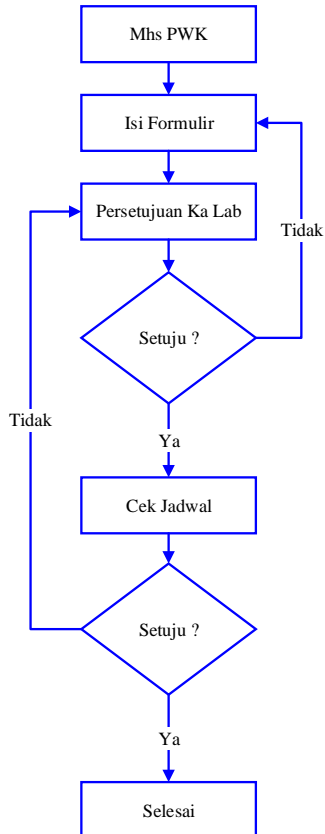 Mhs PWK
Isi Formulir
Persetujuan Ka Lab
Tidak
Setuju ?
Ya
Tidak
Cek Jadwal
Setuju ?
Ya
Selesai